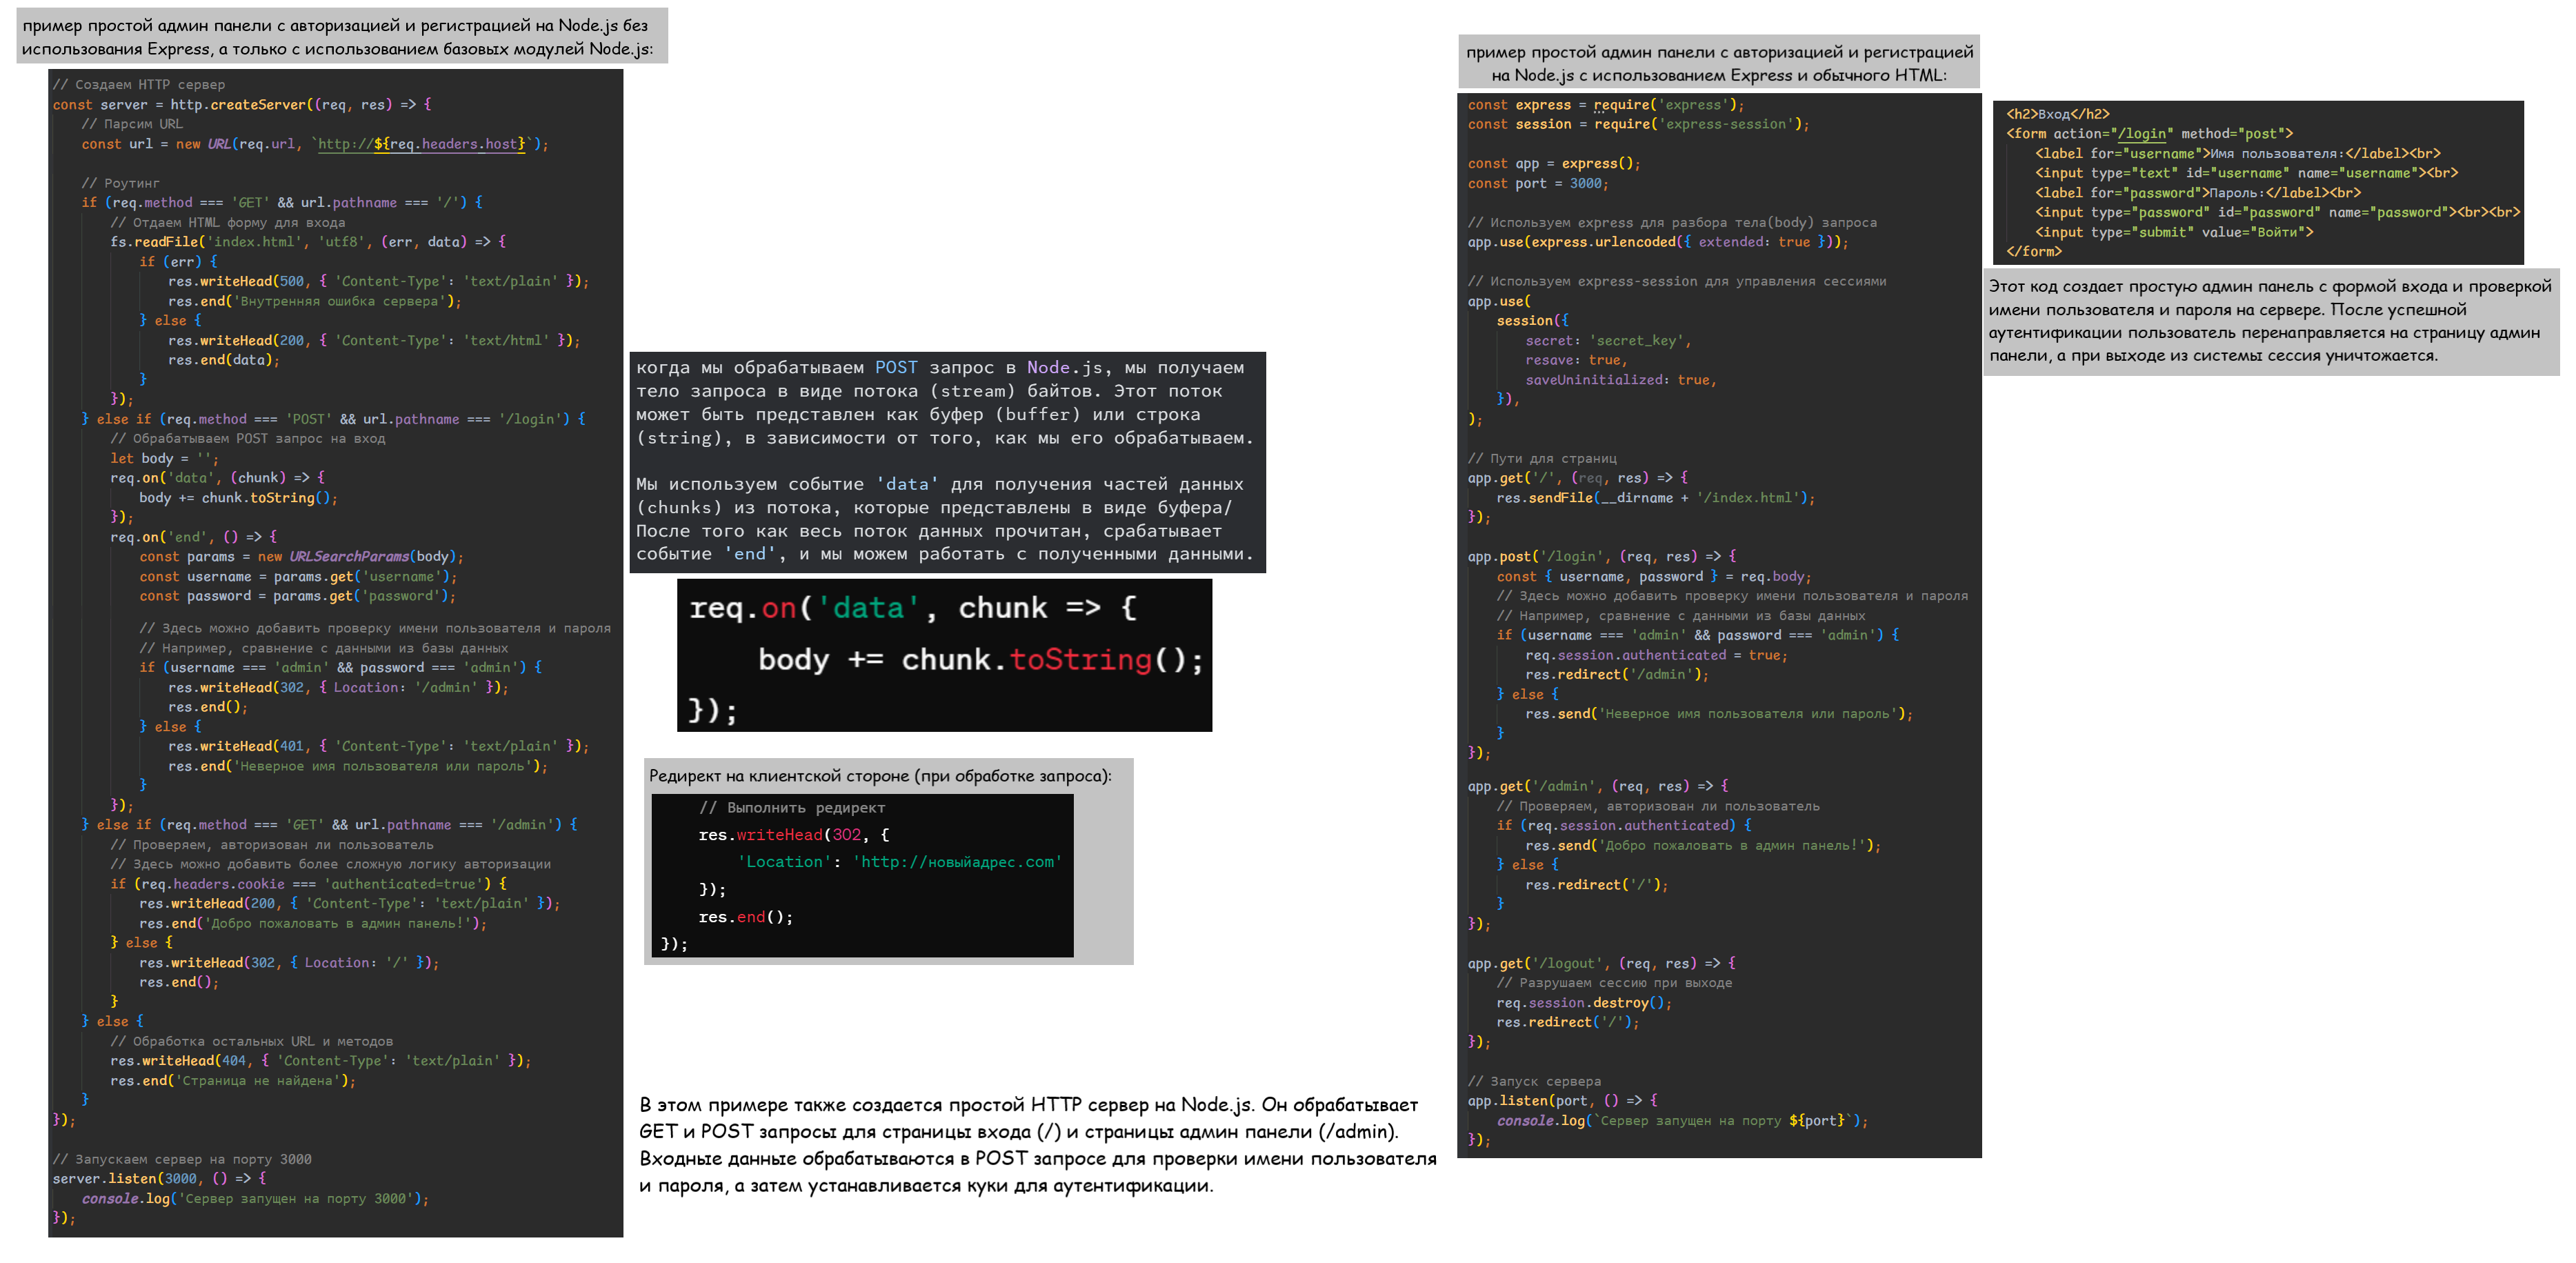 пример простой админ панели с авторизацией и регистрацией на Node.js без
использования Express, а только с использованием базовых модулей Node.js:
// Создаем HTTP сервер
const server = http.createServer((req, res) => {
// Парсим URL
const url = new URL(req.url, `http://${req.headers.host}`);
// Роутинг
if (req.method === 'GET' && url.pathname === '/') {
// Отдаем HTML форму для входа
fs.readFile('index.html', 'utf8', (err, data) => {
if (err) {
res.writeHead(500, { 'Content-Type': 'text/plain' });
res.end('Внутренняя ошибка сервера');
} else {
res.writeHead(200, { 'Content-Type': 'text/html' });
res.end(data);
}
});
} else if (req.method === 'POST' && url.pathname === '/login') {
// Обрабатываем POST запрос на вход
let body = '';
req.on('data', (chunk) => {
body += chunk.toString();
});
req.on('end', () => {
const params = new URLSearchParams(body);
const username = params.get('username');
const password = params.get('password');
// Здесь можно добавить проверку имени пользователя и пароля
// Например, сравнение с данными из базы данных
if (username === 'admin' && password === 'admin') {
res.writeHead(302, { Location: '/admin' });
res.end();
} else {
res.writeHead(401, { 'Content-Type': 'text/plain' });
res.end('Неверное имя пользователя или пароль');
}
});
} else if (req.method === 'GET' && url.pathname === '/admin') {
// Проверяем, авторизован ли пользователь
// Здесь можно добавить более сложную логику авторизации
if (req.headers.cookie === 'authenticated=true') {
res.writeHead(200, { 'Content-Type': 'text/plain' });
res.end('Добро пожаловать в админ панель!');
} else {
res.writeHead(302, { Location: '/' });
res.end();
}
} else {
// Обработка остальных URL и методов
res.writeHead(404, { 'Content-Type': 'text/plain' });
res.end('Страница не найдена');
}
});
// Запускаем сервер на порту 3000
server.listen(3000, () => {
console.log('Сервер запущен на порту 3000');
});
когда мы обрабатываем POST запрос в Node.js, мы получаем
тело запроса в виде потока (stream) байтов. Этот поток
может быть представлен как буфер (buffer) или строка
(string), в зависимости от того, как мы его обрабатываем.
Мы используем событие 'data' для получения частей данных
(chunks) из потока, которые представлены в виде буфера/
После того как весь поток данных прочитан, срабатывает
событие 'end', и мы можем работать с полученными данными.
req.on('data', chunk => {
body += chunk.toString();
});
Редирект на клиентской стороне (при обработке запроса):
// Выполнить редирект
res.writeHead(302, {
'Location': 'http://новыйадрес.com'
});
res.end();
});
В этом примере также создается простой HTTP сервер на Node.js. Он обрабатывает
GET и POST запросы для страницы входа (/) и страницы админ панели (/admin).
Входные данные обрабатываются в POST запросе для проверки имени пользователя
и пароля, а затем устанавливается куки для аутентификации.
пример простой админ панели с авторизацией и регистрацией
на Node.js с использованием Express и обычного HTML:
const express = require('express');
const session = require('express-session');
const app = express();
const port = 3000;
// Используем express для разбора тела(body) запроса
app.use(express.urlencoded({ extended: true }));
// Используем express-session для управления сессиями
app.use(
session({
secret: 'secret_key',
resave: true,
saveUninitialized: true,
}),
);
// Пути для страниц
app.get('/', (req, res) => {
res.sendFile(__dirname + '/index.html');
});
app.post('/login', (req, res) => {
const { username, password } = req.body;
// Здесь можно добавить проверку имени пользователя и пароля
// Например, сравнение с данными из базы данных
if (username === 'admin' && password === 'admin') {
req.session.authenticated = true;
res.redirect('/admin');
} else {
res.send('Неверное имя пользователя или пароль');
}
});
app.get('/admin', (req, res) => {
// Проверяем, авторизован ли пользователь
if (req.session.authenticated) {
res.send('Добро пожаловать в админ панель!');
} else {
res.redirect('/');
}
});
app.get('/logout', (req, res) => {
// Разрушаем сессию при выходе
req.session.destroy();
res.redirect('/');
});
// Запуск сервера
app.listen(port, () => {
console.log(`Сервер запущен на порту ${port}`);
});
<h2>Вход</h2>
<form action="/login" method="post">
<label for="username">Имя пользователя:</label><br>
<input type="text" id="username" name="username"><br>
<label for="password">Пароль:</label><br>
<input type="password" id="password" name="password"><br><br>
<input type="submit" value="Войти">
</form>
Этот код создает простую админ панель с формой входа и проверкой
имени пользователя и пароля на сервере. После успешной
аутентификации пользователь перенаправляется на страницу админ
панели, а при выходе из системы сессия уничтожается.